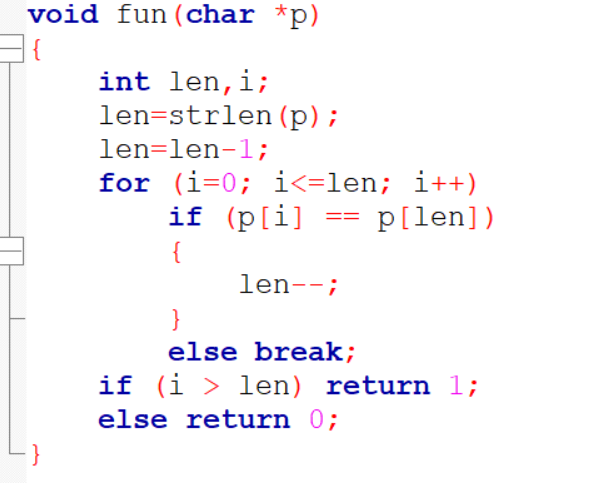 void fun(char *p)
{
    int len,i;
    len=strlen(p);
    len=len-1;
    for (i=0; i<=len; i++)
        if (p[i] == p[len])
        {
            len--;
        }
        else break;
    if (i > len) return 1;
    else return 0;
}